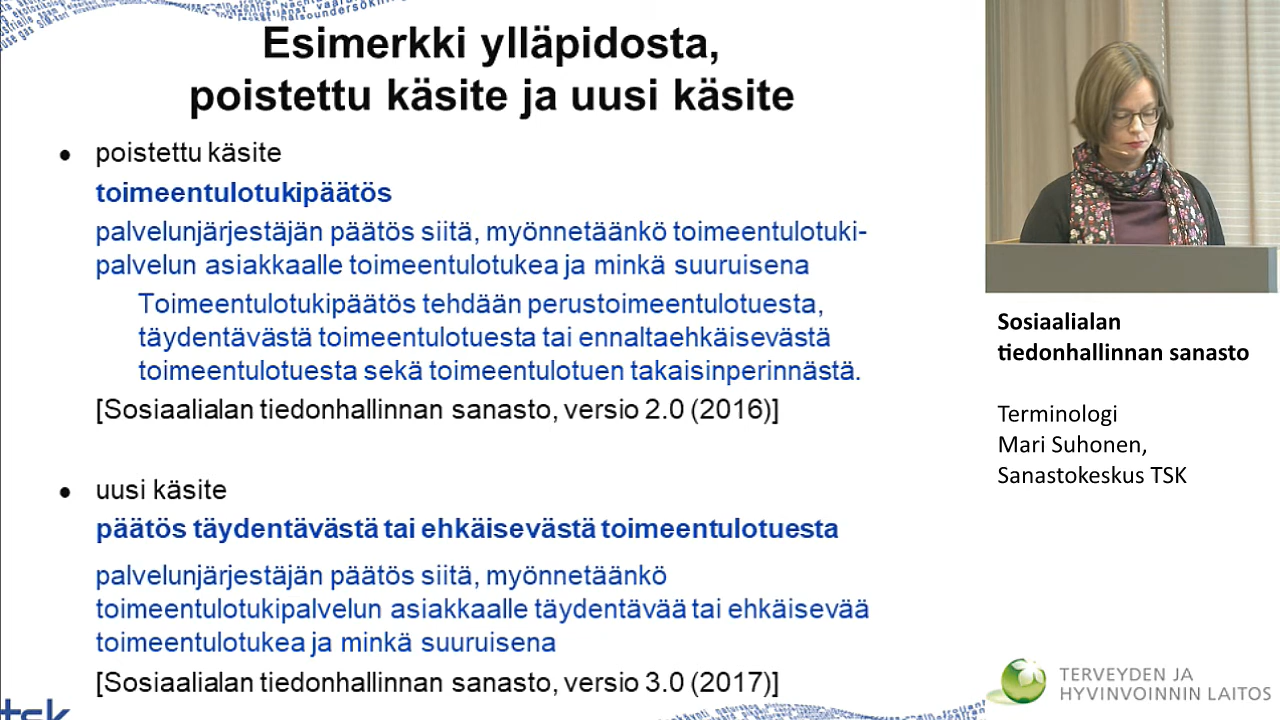 Esimerkki ylläpidosta,
poistettu käsite ja uusi käsite
● poistettu käsite
toimeentulotukipäätös
palvelunjärjestäjän päätös siitä, myönnetäänkö toimeentulotuki-
palvelun asiakkaalle toimeentulotukea ja minkä suuruisena
Toimeentulotukipäätös tehdään perustoimeentulotuesta,
täydentävästä toimeentulotuesta tai ennaltaehkäisevästä
toimeentulotuesta sekä toimeentulotuen takaisinperinnästä.
[Sosiaalialan tiedonhallinnan sanasto, versio 2.0 (2016)]
● uusi käsite
päätös täydentävästä tai ehkäisevästä toimeentulotuesta
palvelunjärjestäjän päätös siitä, myönnetäänkö
toimeentulotukipalvelun asiakkaalle täydentävää tai ehkäisevää
toimeentulotukea ja minkä suuruisena
[Sosiaalialan tiedonhallinnan sanasto, versio 3.0 (2017)]
tsk
Sosiaalialan
tiedonhallinnan sanasto
Terminologi
Mari Suhonen,
Sanastokeskus TSK
TERVEYDEN JA
HYVINVOINNIN LAITOS